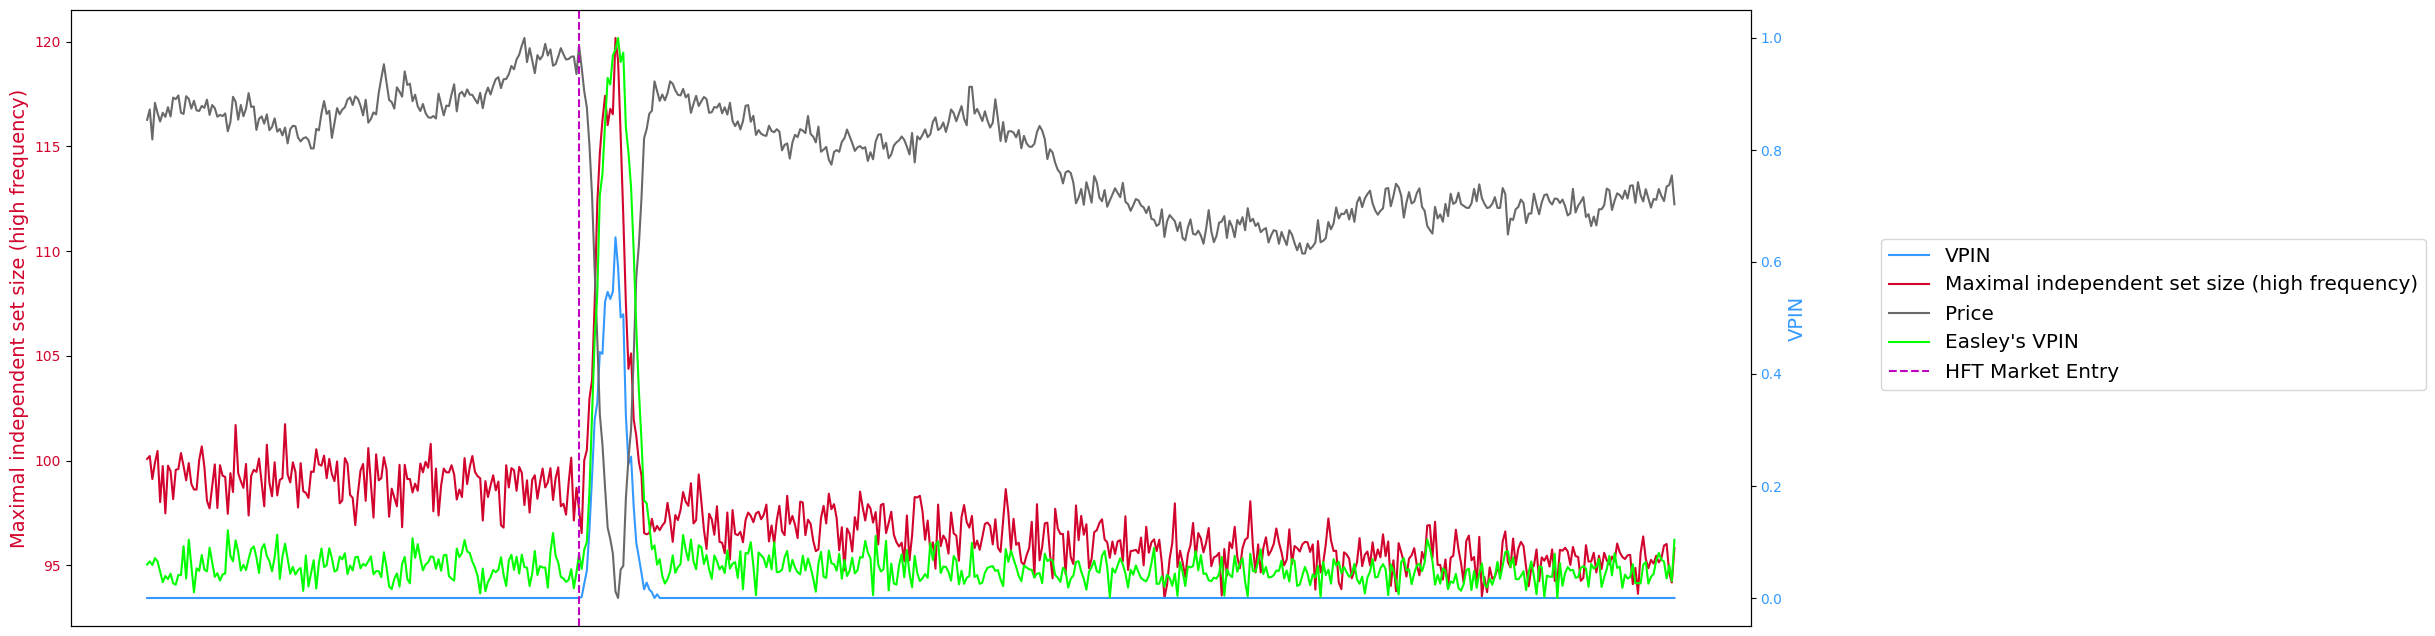 Maximal independent set size (high frequency)
120
115
110
105
100
95
1.0
0.8
0.6
0.4
0.2
0.0
VPIN
VPIN
Maximal independent set size (high frequency)
Price
Easley's VPIN
HFT Market Entry